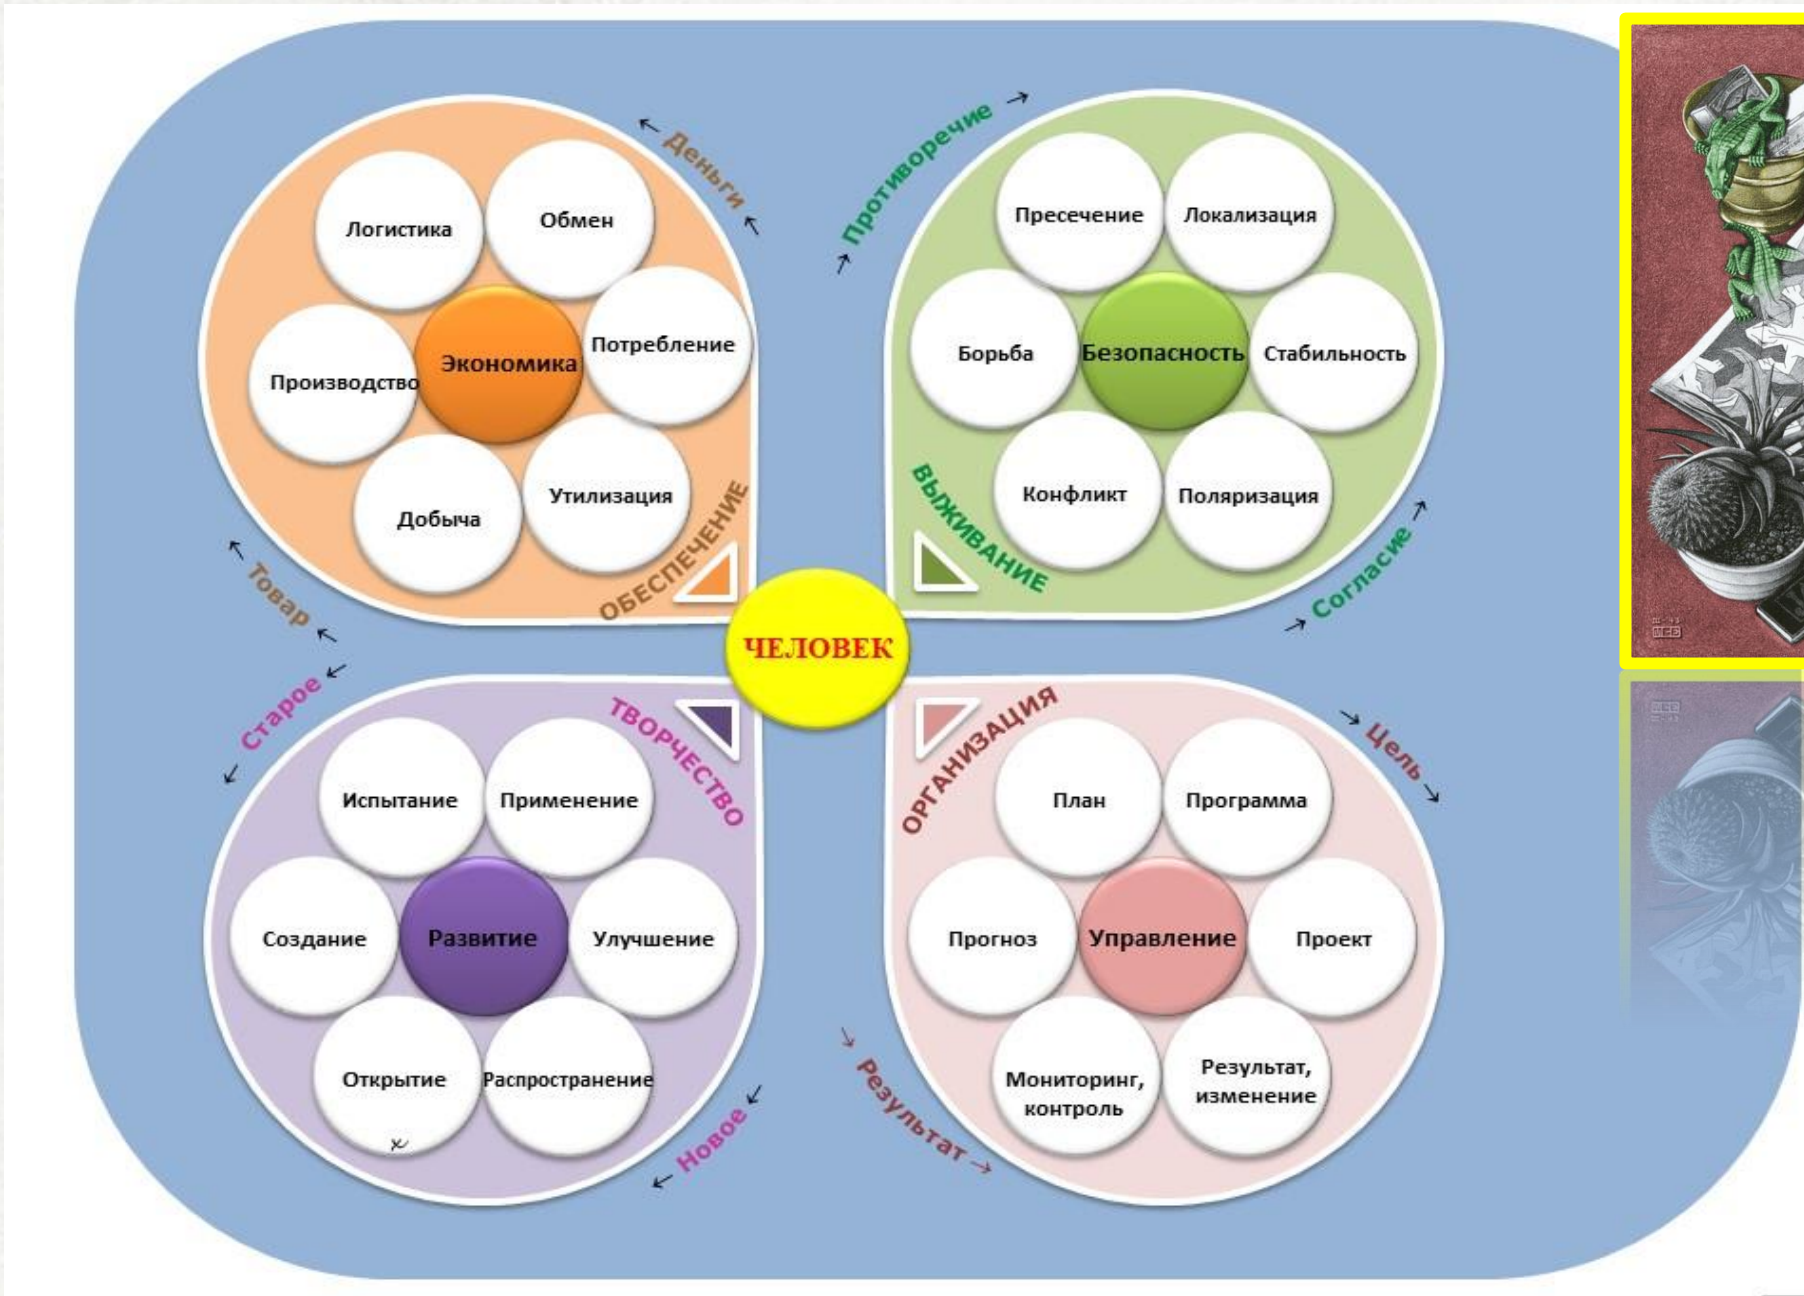 ← Деньги ←
Логистика
Обмен
Производство
Экономика
Потребление
Добыча
Утилизация
ОБЕСПЕЧЕНИЕ
← Товар ←
→ Противоречие →
Пресечение
Локализация
Борьба
Безопасность
Стабильность
Конфликт
Поляризация
ВЫЖИВАНИЕ
→ Согласие →
ЧЕЛОВЕК
← Старое ←
ТВОРЧЕСТВО
Испытание
Применение
Создание
Развитие
Улучшение
Открытие
Распространение
← Новое ←
ОРГАНИЗАЦИЯ
→ Цель →
План
Программа
Прогноз
Управление
Проект
Мониторинг,
контроль
Результат,
изменение
→ Результат →
MCE